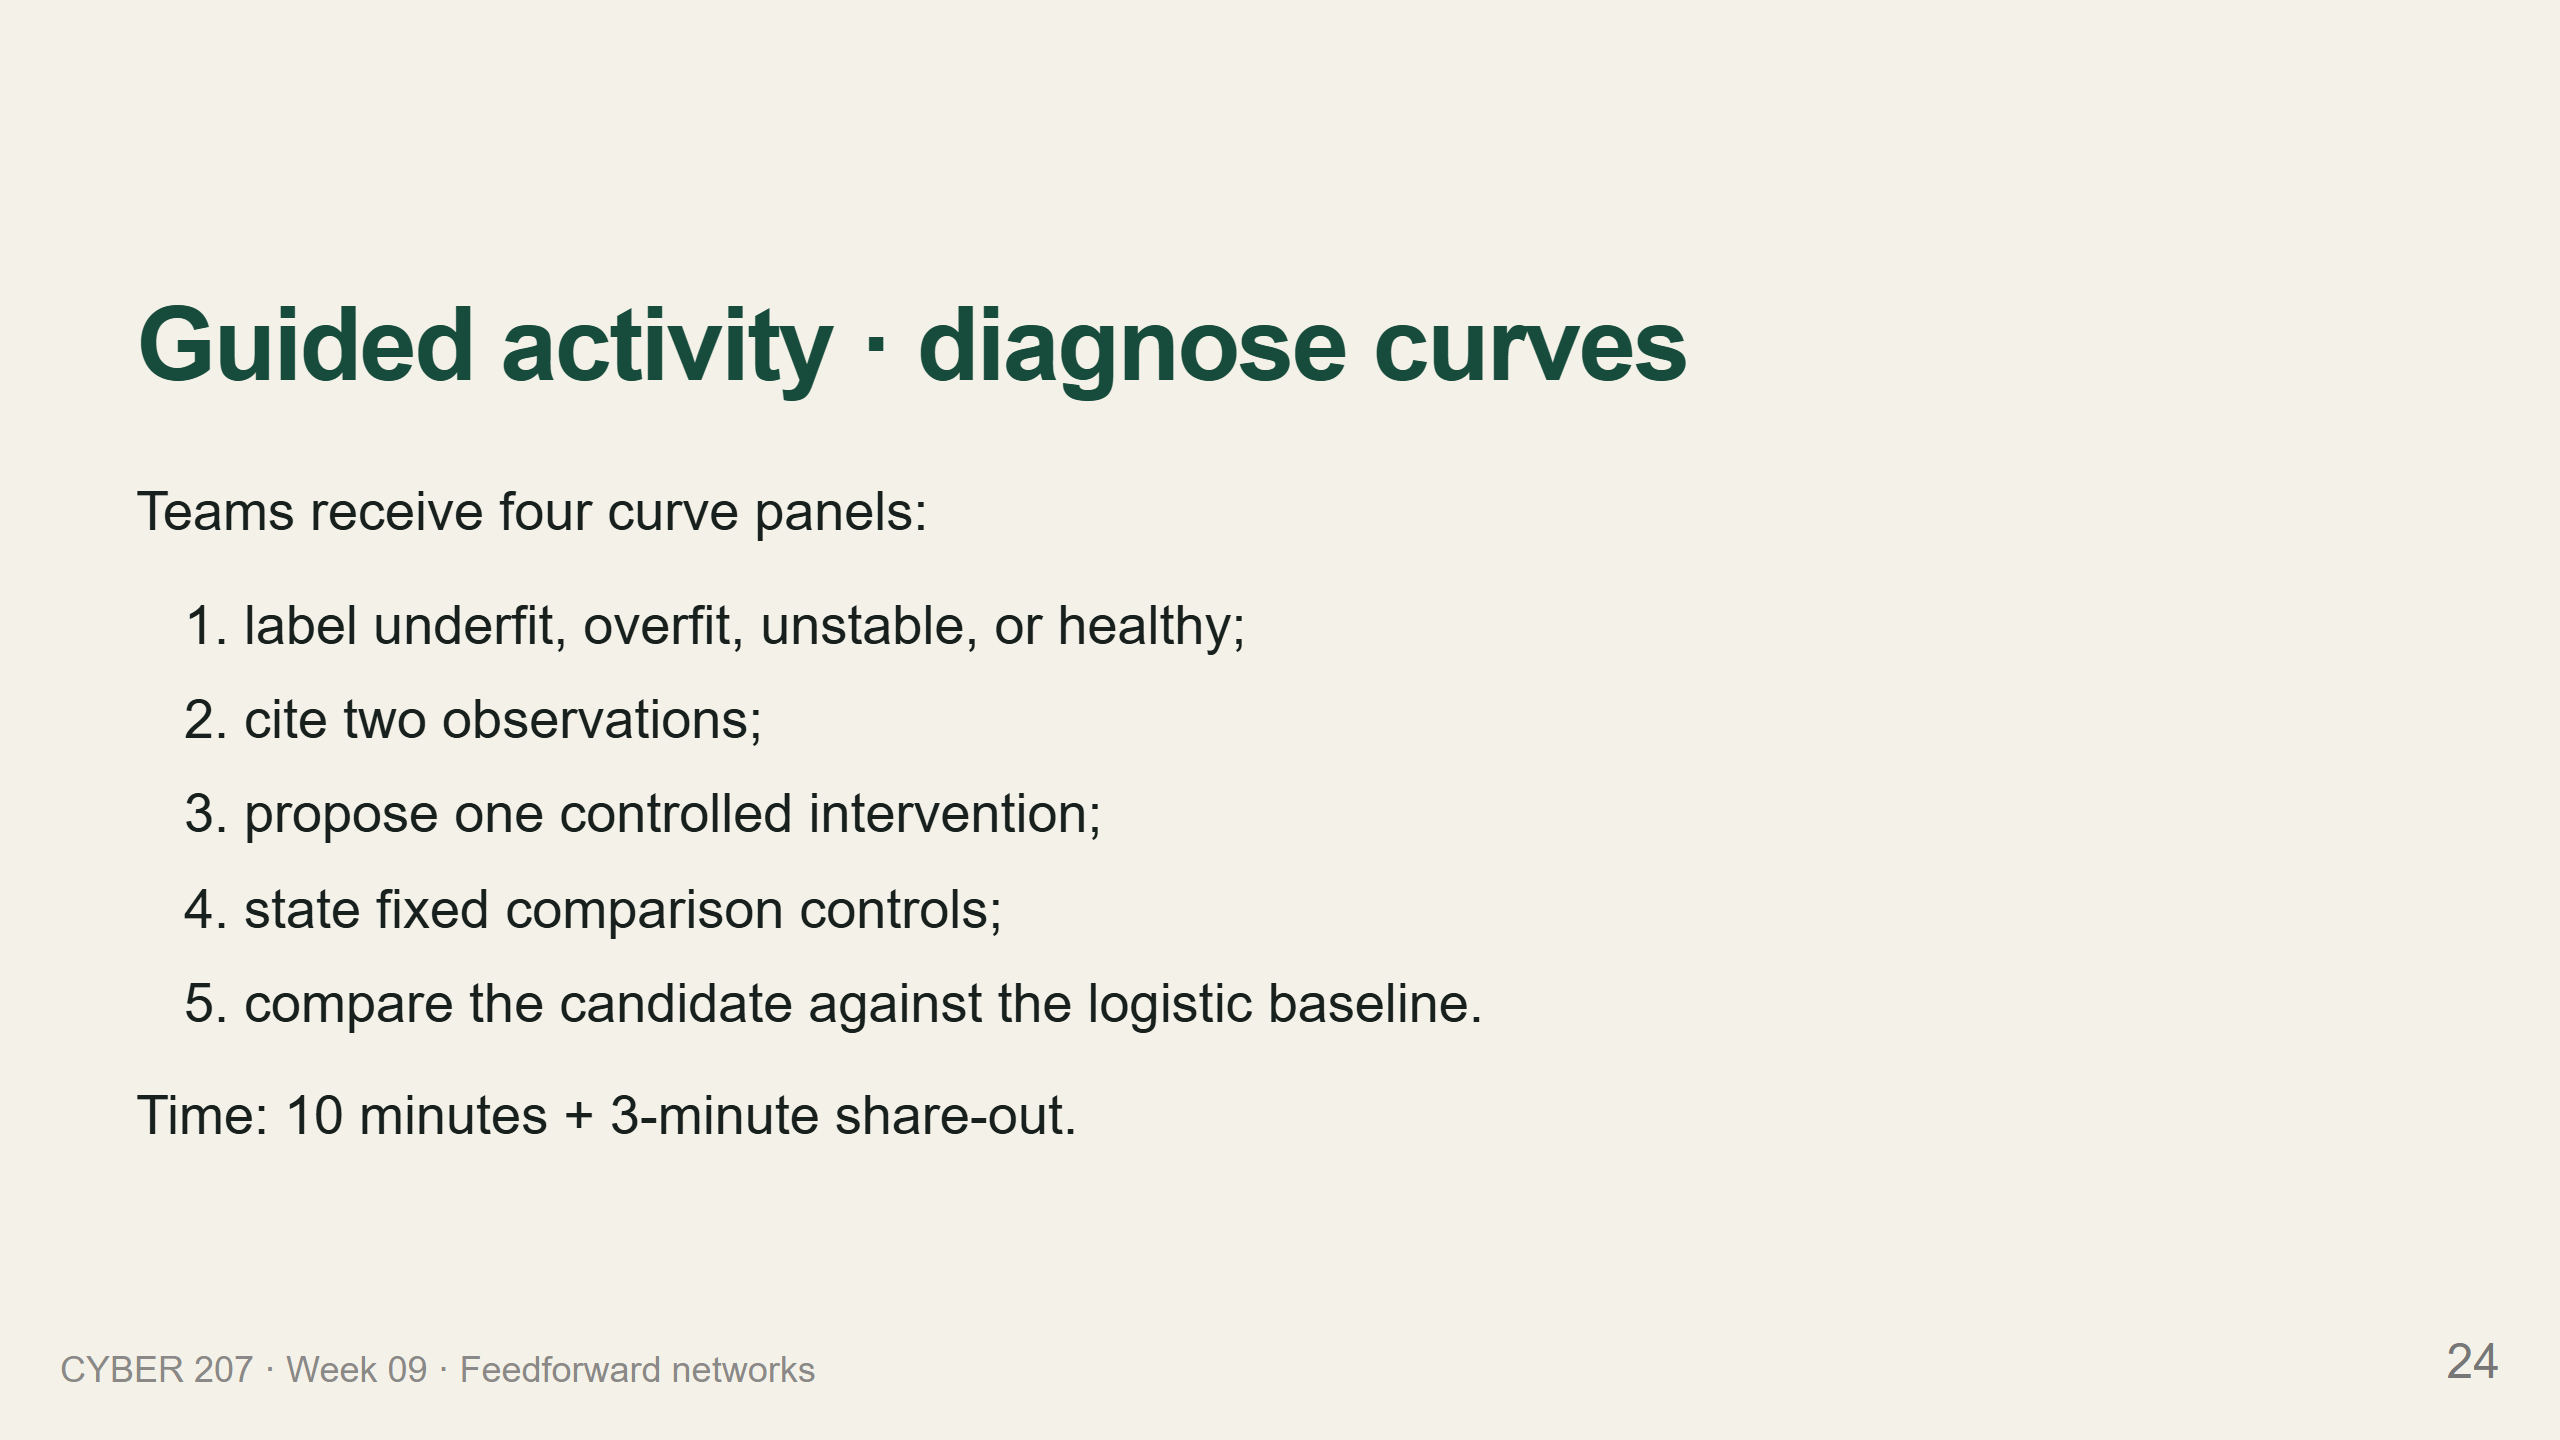 Guided activity · diagnose curves
Teams receive four curve panels:
1. label underfit, overfit, unstable, or healthy;
2. cite two observations;
3. propose one controlled intervention;
4. state fixed comparison controls;
5. compare the candidate against the logistic baseline.
Time: 10 minutes + 3-minute share-out.
CYBER 207 · Week 09 · Feedforward networks
24